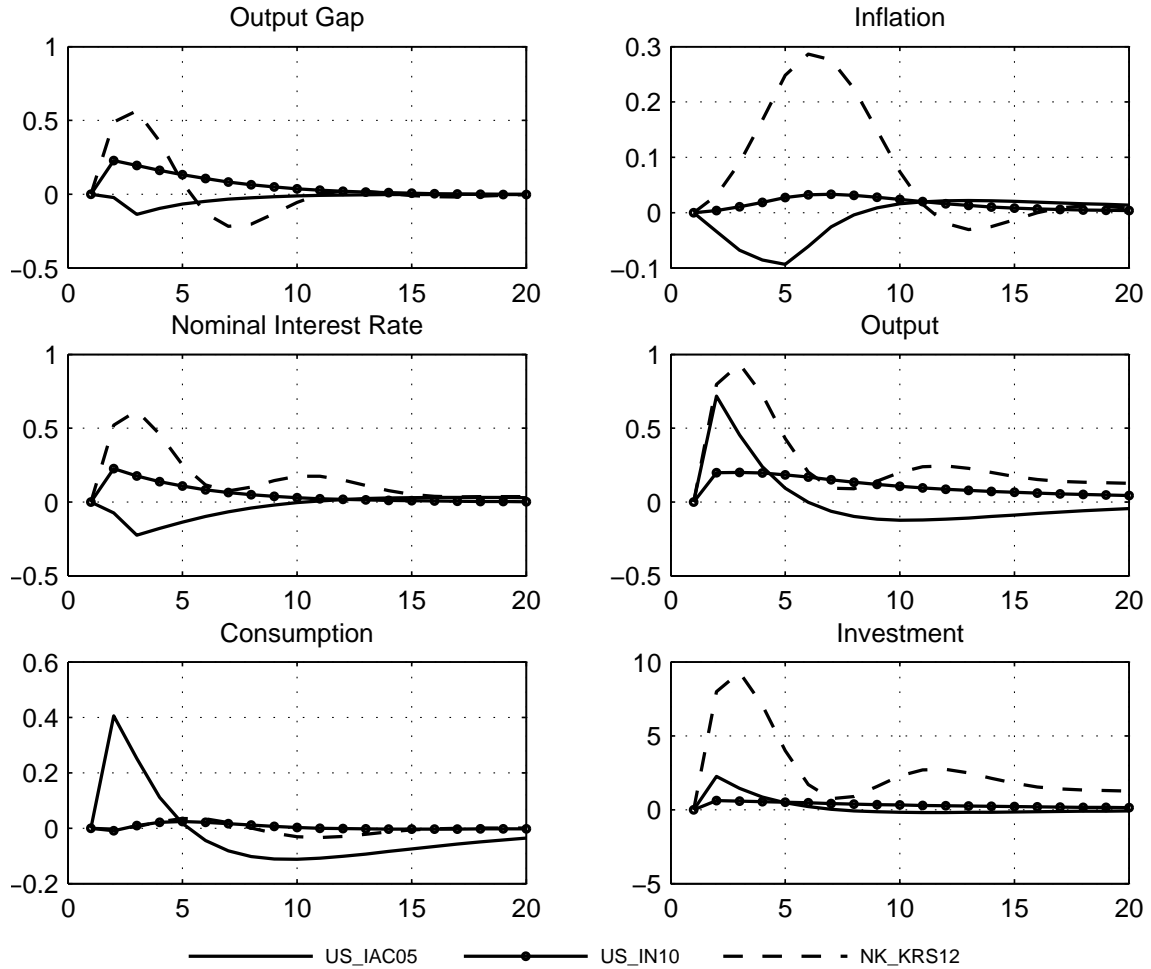 Output Gap
1
0.5
0
−0.5
0 5 10 15 20
Inflation
0.3
0.2
0.1
0
−0.1
0 5 10 15 20
Nominal Interest Rate
1
0.5
0
−0.5
0 5 10 15 20
Output
1
0.5
0
−0.5
0 5 10 15 20
Consumption
0.6
0.4
0.2
0
−0.2
0 5 10 15 20
Investment
10
5
0
−5
0 5 10 15 20
US_IAC05 US_IN10 NK_KRS12